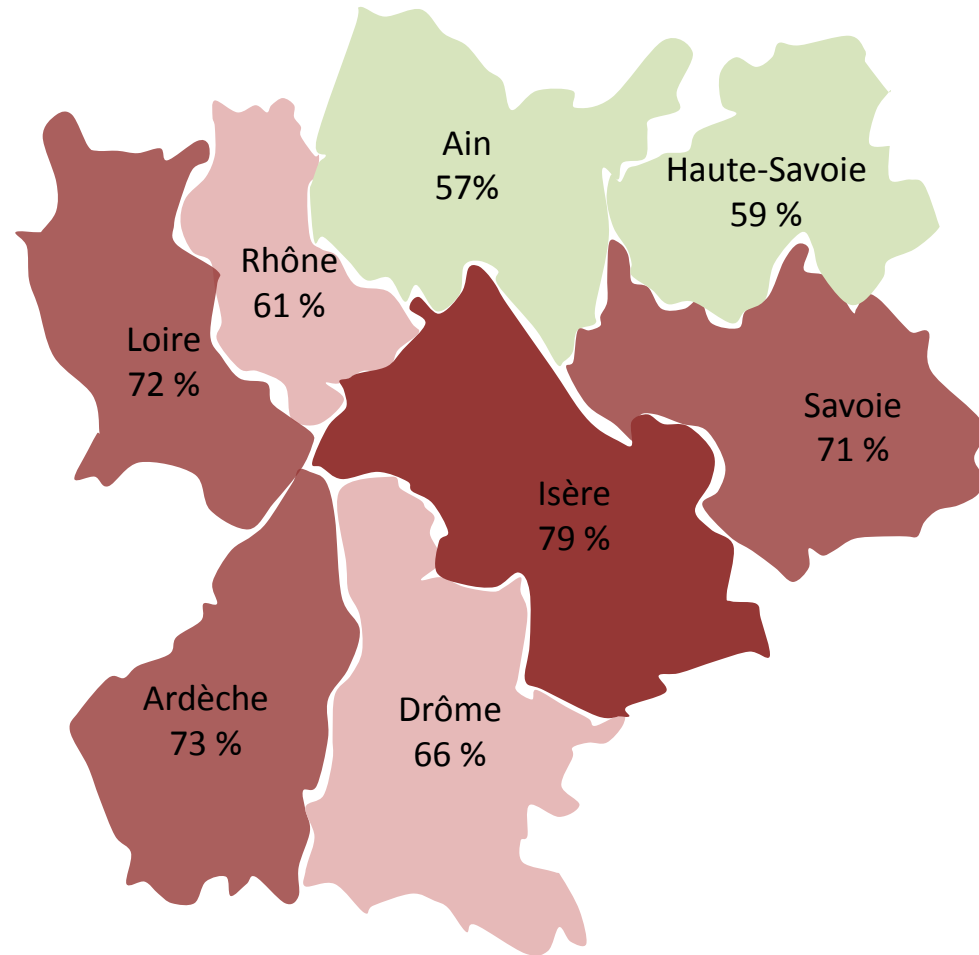 Ain
57%
Haute-Savoie
59 %
Rhône
61 %
Loire
72 %
Savoie
71 %
Isère
79 %
Ardèche
73 %
Drôme
66 %